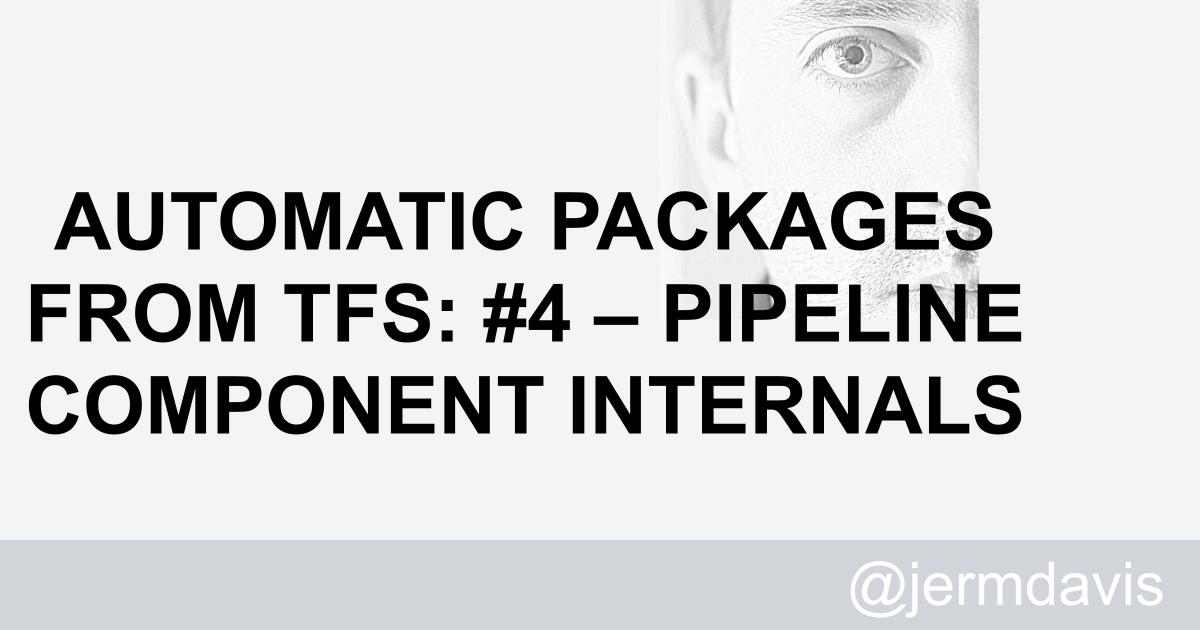 AUTOMATIC PACKAGES
FROM TFS: #4 – PIPELINE
COMPONENT INTERNALS
@jermdavis